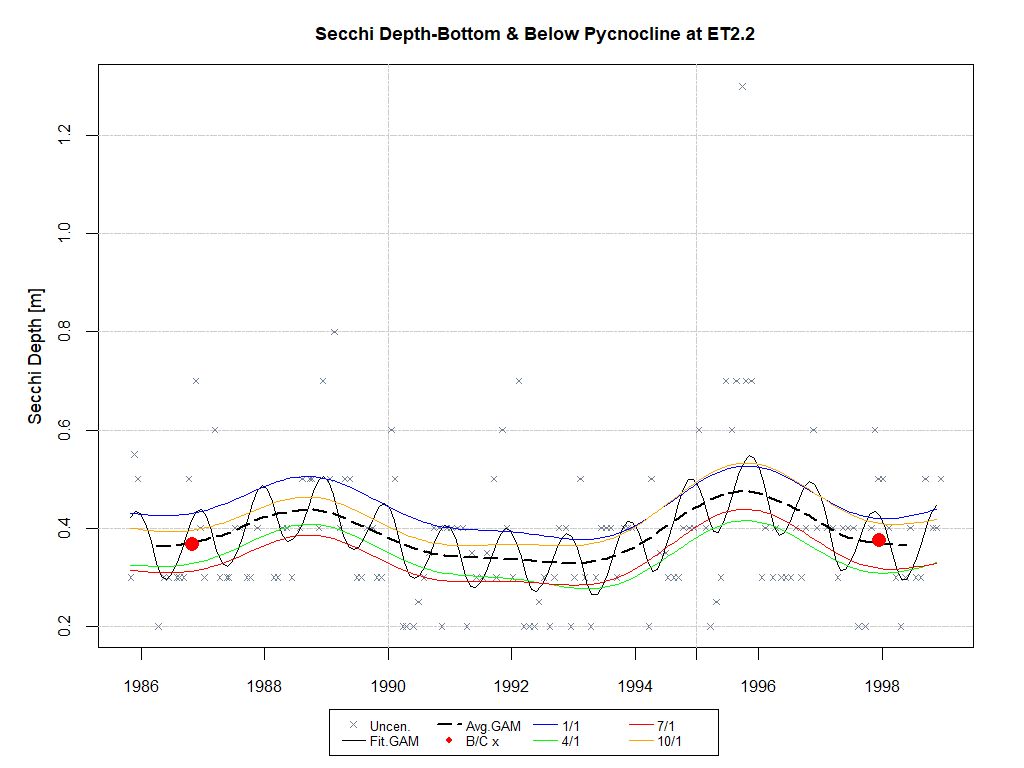 Secchi Depth-Bottom & Below Pycnocline at ET2.2
Secchi Depth [m]
1.2
1.0
0.8
0.6
0.4
0.2
1986 1988 1990 1992 1994 1996 1998
Uncen. Avg.GAM 1/1 7/1
Fit.GAM B/C x 4/1 10/1